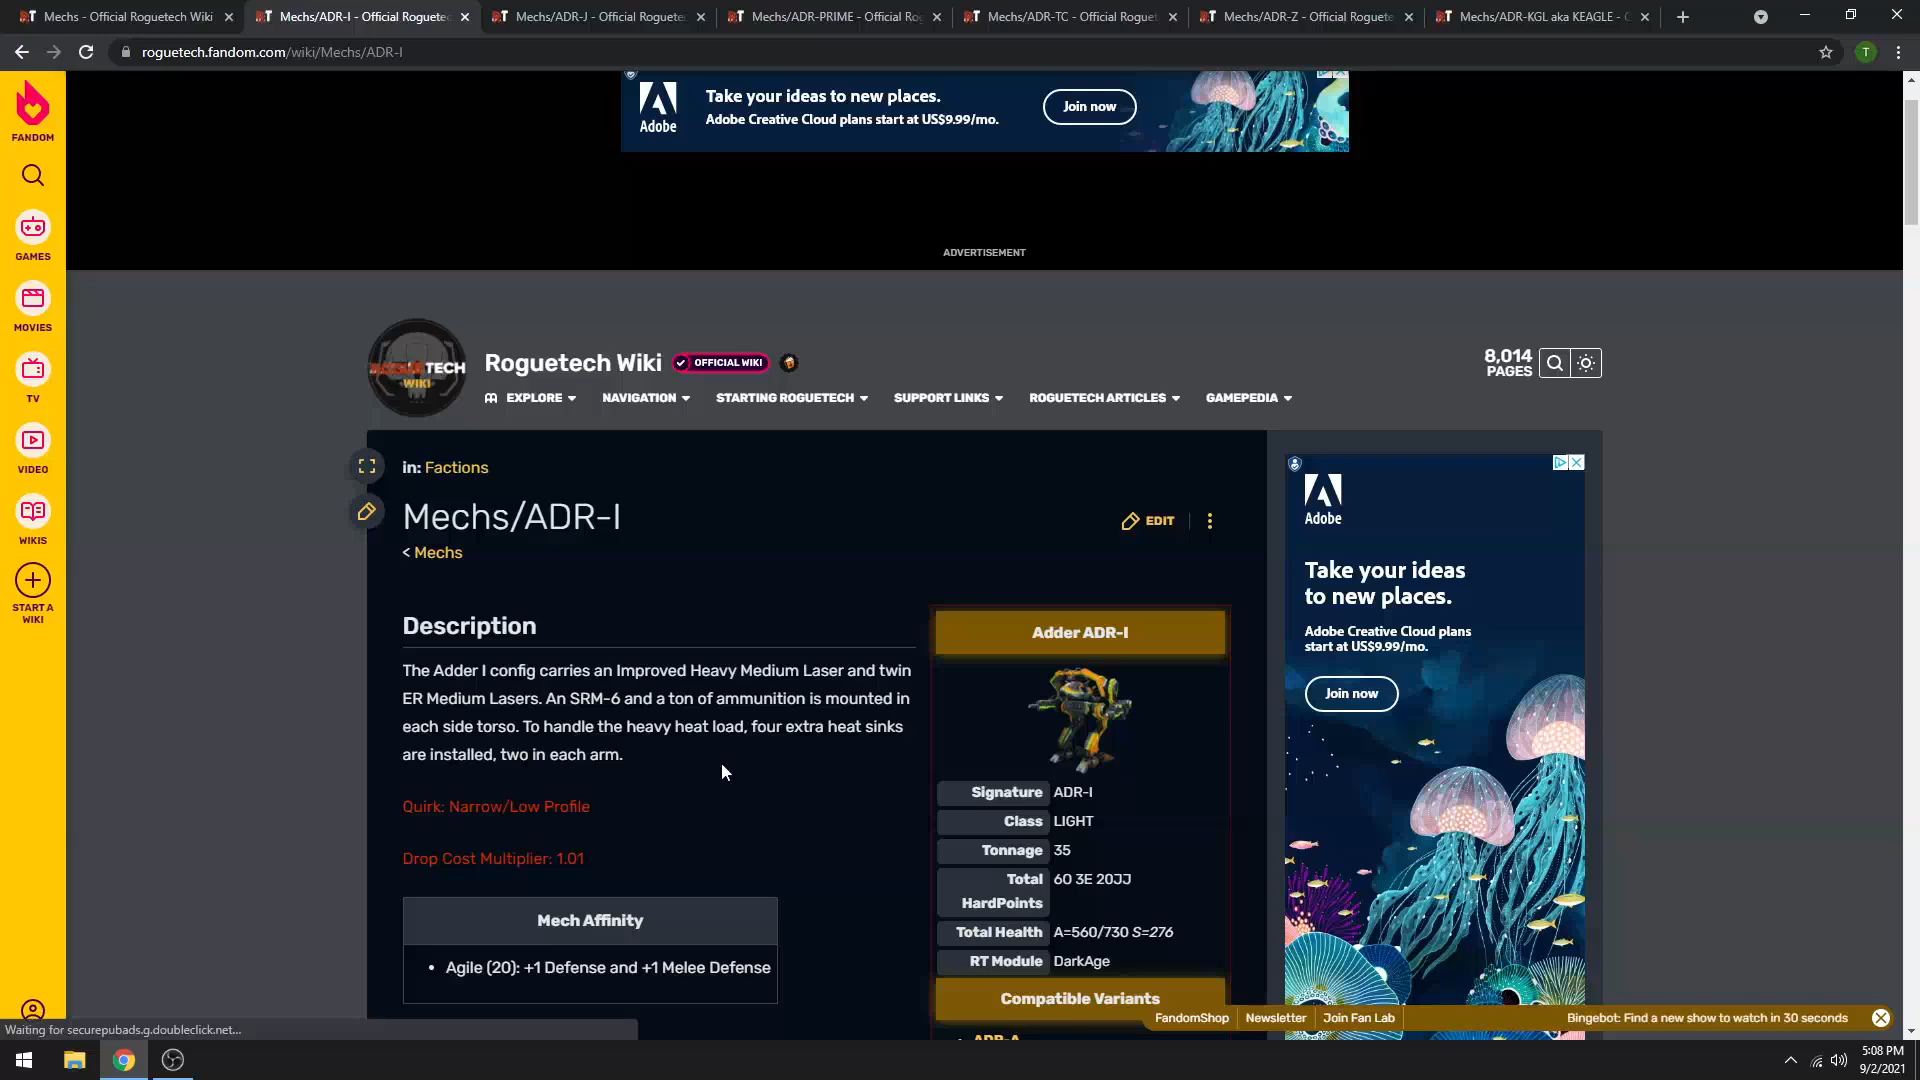 Mechs - Official Roguetech Wiki
Mechs/ADR-I - Official Roguetec
Mechs/ADR-J - Official Roguetec
Mechs/ADR-PRIME - Official Ro
Mechs/ADR-TC - Official Roguet
Mechs/ADR-Z - Official Roguete
Mechs/ADR-KGL aka KEAGLE -
roguetech.fandom.com/wiki/Mechs/ADR-I
T
FANDOM
GAMES
MOVIES
TV
VIDEO
WIKIS
START A
WIKI
Adobe
Take your ideas to new places.
Adobe Creative Cloud plans start at US$9.99/mo.
Join now
ADVERTISEMENT
ROGUETECH
WIKI
Roguetech Wiki
OFFICIAL WIKI
8,014
PAGES
EXPLORE
NAVIGATION
STARTING ROGUETECH
SUPPORT LINKS
ROGUETECH ARTICLES
GAMEPEDIA
in: Factions
Mechs/ADR-I
EDIT
< Mechs
Description
The Adder I config carries an Improved Heavy Medium Laser and twin
ER Medium Lasers. An SRM-6 and a ton of ammunition is mounted in
each side torso. To handle the heavy heat load, four extra heat sinks
are installed, two in each arm.
Quirk: Narrow/Low Profile
Drop Cost Multiplier: 1.01
Mech Affinity
• Agile (20): +1 Defense and +1 Melee Defense
Adder ADR-I
Signature ADR-I
Class LIGHT
Tonnage 35
Total HardPoints 6O 3E 20JJ
Total Health A=560/730 S=276
RT Module DarkAge
Compatible Variants
ADR-A
Adobe
Take your ideas
to new places.
Adobe Creative Cloud plans
start at US$9.99/mo.
Join now
FandomShop
Newsletter
Join Fan Lab
Bingebot: Find a new show to watch in 30 seconds
Waiting for securepubads.g.doubleclick.net...
5:08 PM
9/2/2021